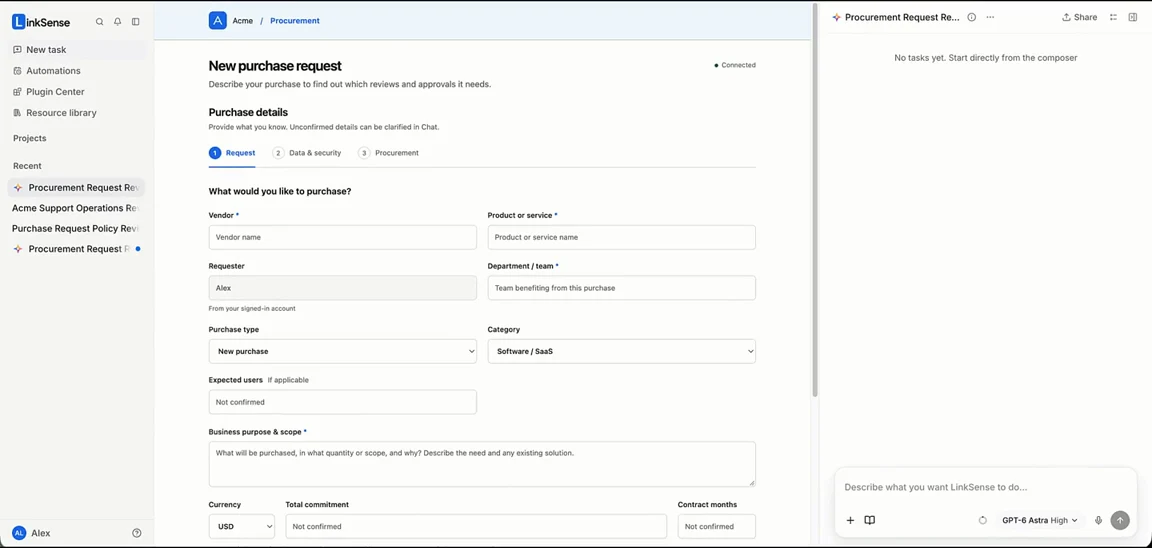 LinkSense
New task
Automations
Plugin Center
Resource library
Projects
Recent
Procurement Request Rev
Acme Support Operations Re
Purchase Request Policy Revi
Procurement Request R
AL Alex
A Acme / Procurement
New purchase request
Connected
Describe your purchase to find out which reviews and approvals it needs.
Purchase details
Provide what you know. Unconfirmed details can be clarified in Chat.
1 Request 2 Data & security 3 Procurement
What would you like to purchase?
Vendor * Product or service *
Vendor name Product or service name
Requester Department / team *
Alex Team benefiting from this purchase
From your signed-in account
Purchase type Category
New purchase Software / SaaS
Expected users If applicable
Not confirmed
Business purpose & scope *
What will be purchased, in what quantity or scope, and why? Describe the need and any existing solution.
Currency Total commitment Contract months
USD Not confirmed Not confirmed
Procurement Request Re... Share
No tasks yet. Start directly from the composer
Describe what you want LinkSense to do...
GPT-6 Astra High